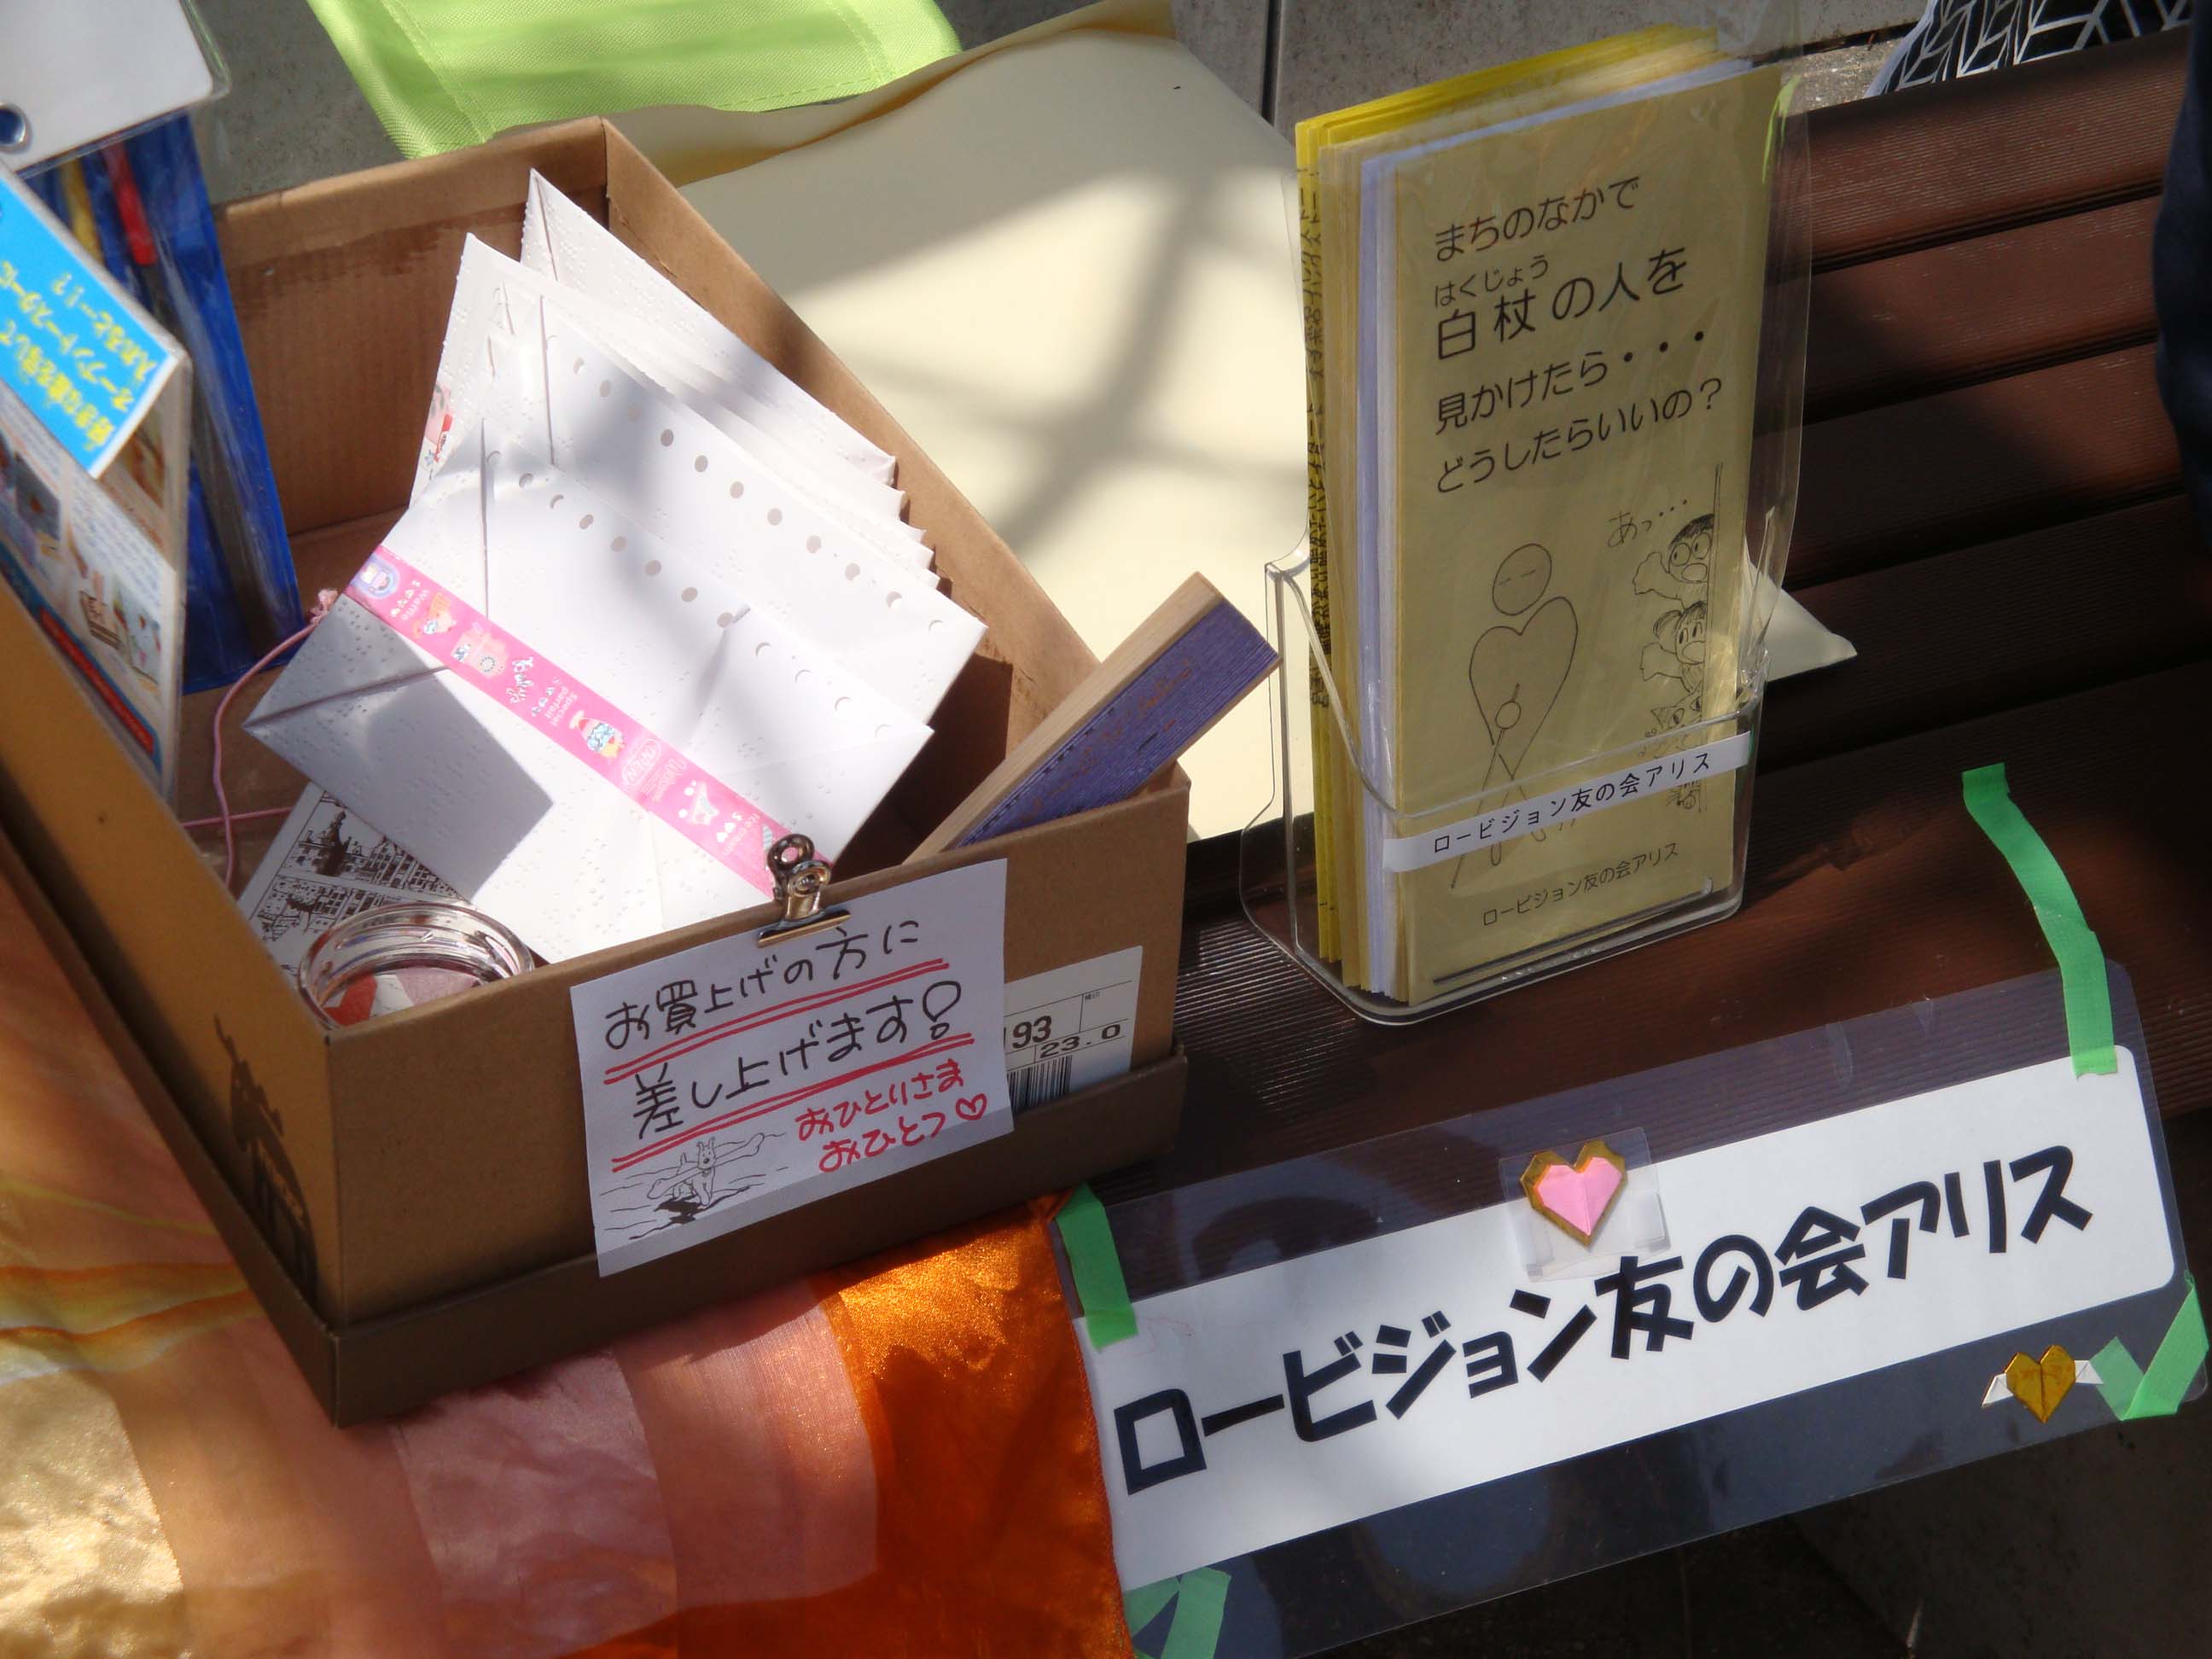 まちのなかで
はくじょう
白杖の人を
見かけたら・・・
どうしたらいいの？
あっ・・・
ロービジョン友の会アリス
ロービジョン友の会アリス
お買上げの方に
差し上げます！
おひとりさま
おひとつ♡
193
23.0
ロービジョン友の会アリス